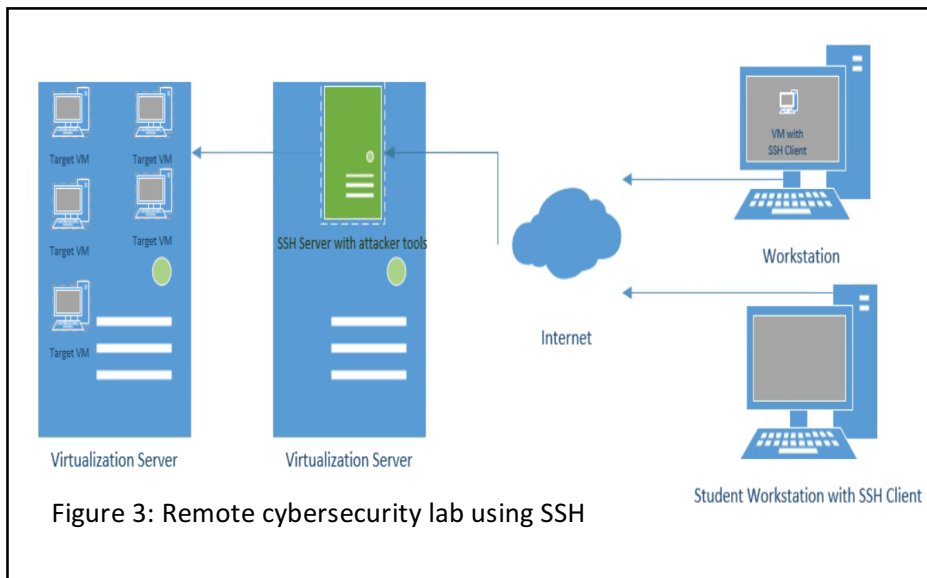 Target VM
Target VM
Target VM
Target VM
Target VM
Virtualization Server
SSH Server with attacker tools
Virtualization Server
Internet
VM with
SSH Client
Workstation
Student Workstation with SSH Client
Figure 3: Remote cybersecurity lab using SSH